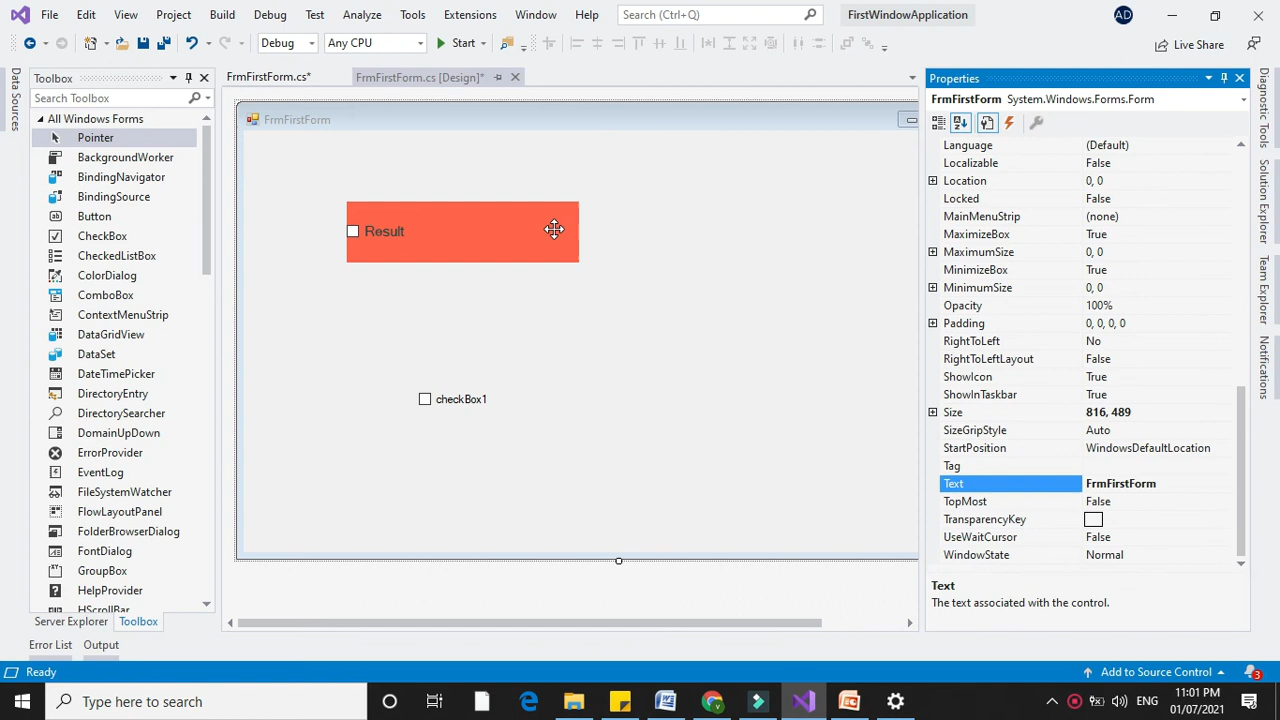 File Edit View Project Build Debug Test Analyze Tools Extensions Window Help Search (Ctrl+Q) FirstWindowApplication AD
Debug Any CPU Start Live Share
Data Sources
Toolbox
Search Toolbox
All Windows Forms
Pointer
BackgroundWorker
BindingNavigator
BindingSource
Button
CheckBox
CheckedListBox
ColorDialog
ComboBox
ContextMenuStrip
DataGridView
DataSet
DateTimePicker
DirectoryEntry
DirectorySearcher
DomainUpDown
ErrorProvider
EventLog
FileSystemWatcher
FlowLayoutPanel
FolderBrowserDialog
FontDialog
GroupBox
HelpProvider
HScrollBar
Server Explorer Toolbox
FrmFirstForm.cs* FrmFirstForm.cs [Design]*
FrmFirstForm
Result
checkBox1
Properties
FrmFirstForm System.Windows.Forms.Form
Language (Default)
Localizable False
Location 0, 0
Locked False
MainMenuStrip (none)
MaximizeBox True
MaximumSize 0, 0
MinimizeBox True
MinimumSize 0, 0
Opacity 100%
Padding 0, 0, 0, 0
RightToLeft No
RightToLeftLayout False
ShowIcon True
ShowInTaskbar True
Size 816, 489
SizeGripStyle Auto
StartPosition WindowsDefaultLocation
Tag
Text FrmFirstForm
TopMost False
TransparencyKey
UseWaitCursor False
WindowState Normal
Text
The text associated with the control.
Diagnostic Tools
Team Explorer
Notifications
Error List Output
Ready Add to Source Control 3
Type here to search ENG 11:01 PM
01/07/2021